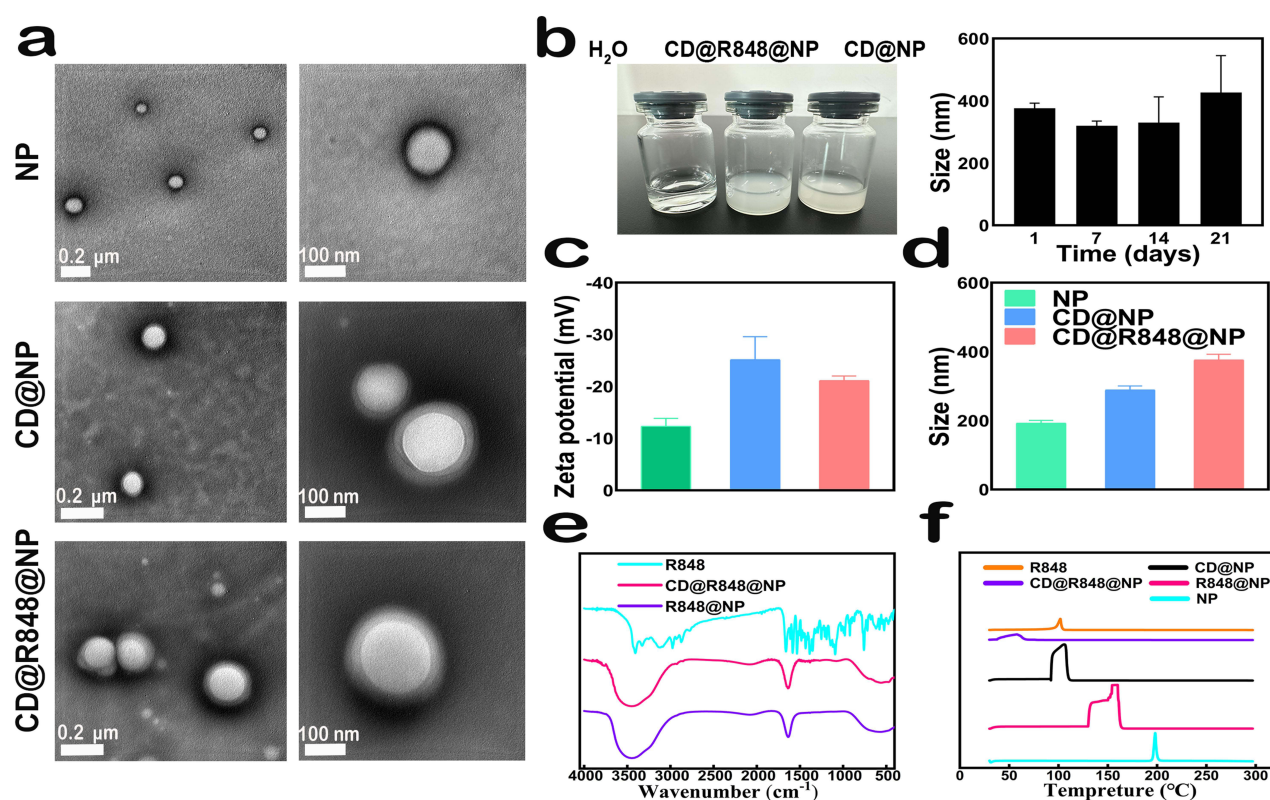 a
NP
0.2 µm
100 nm
CD@NP
0.2 µm
100 nm
CD@R848@NP
0.2 µm
100 nm
b
H₂O CD@R848@NP CD@NP
Size (nm)
600
400
200
0
1 7 14 21
Time (days)
c
Zeta potential (mV)
-40
-30
-20
-10
0
d
Size (nm)
600
400
200
0
NP
CD@NP
CD@R848@NP
e
R848
CD@R848@NP
R848@NP
4000 3500 3000 2500 2000 1500 1000 500
Wavenumber (cm⁻¹)
f
R848 CD@NP
CD@R848@NP R848@NP
NP
0 50 100 150 200 250 300
Tempreture (℃)